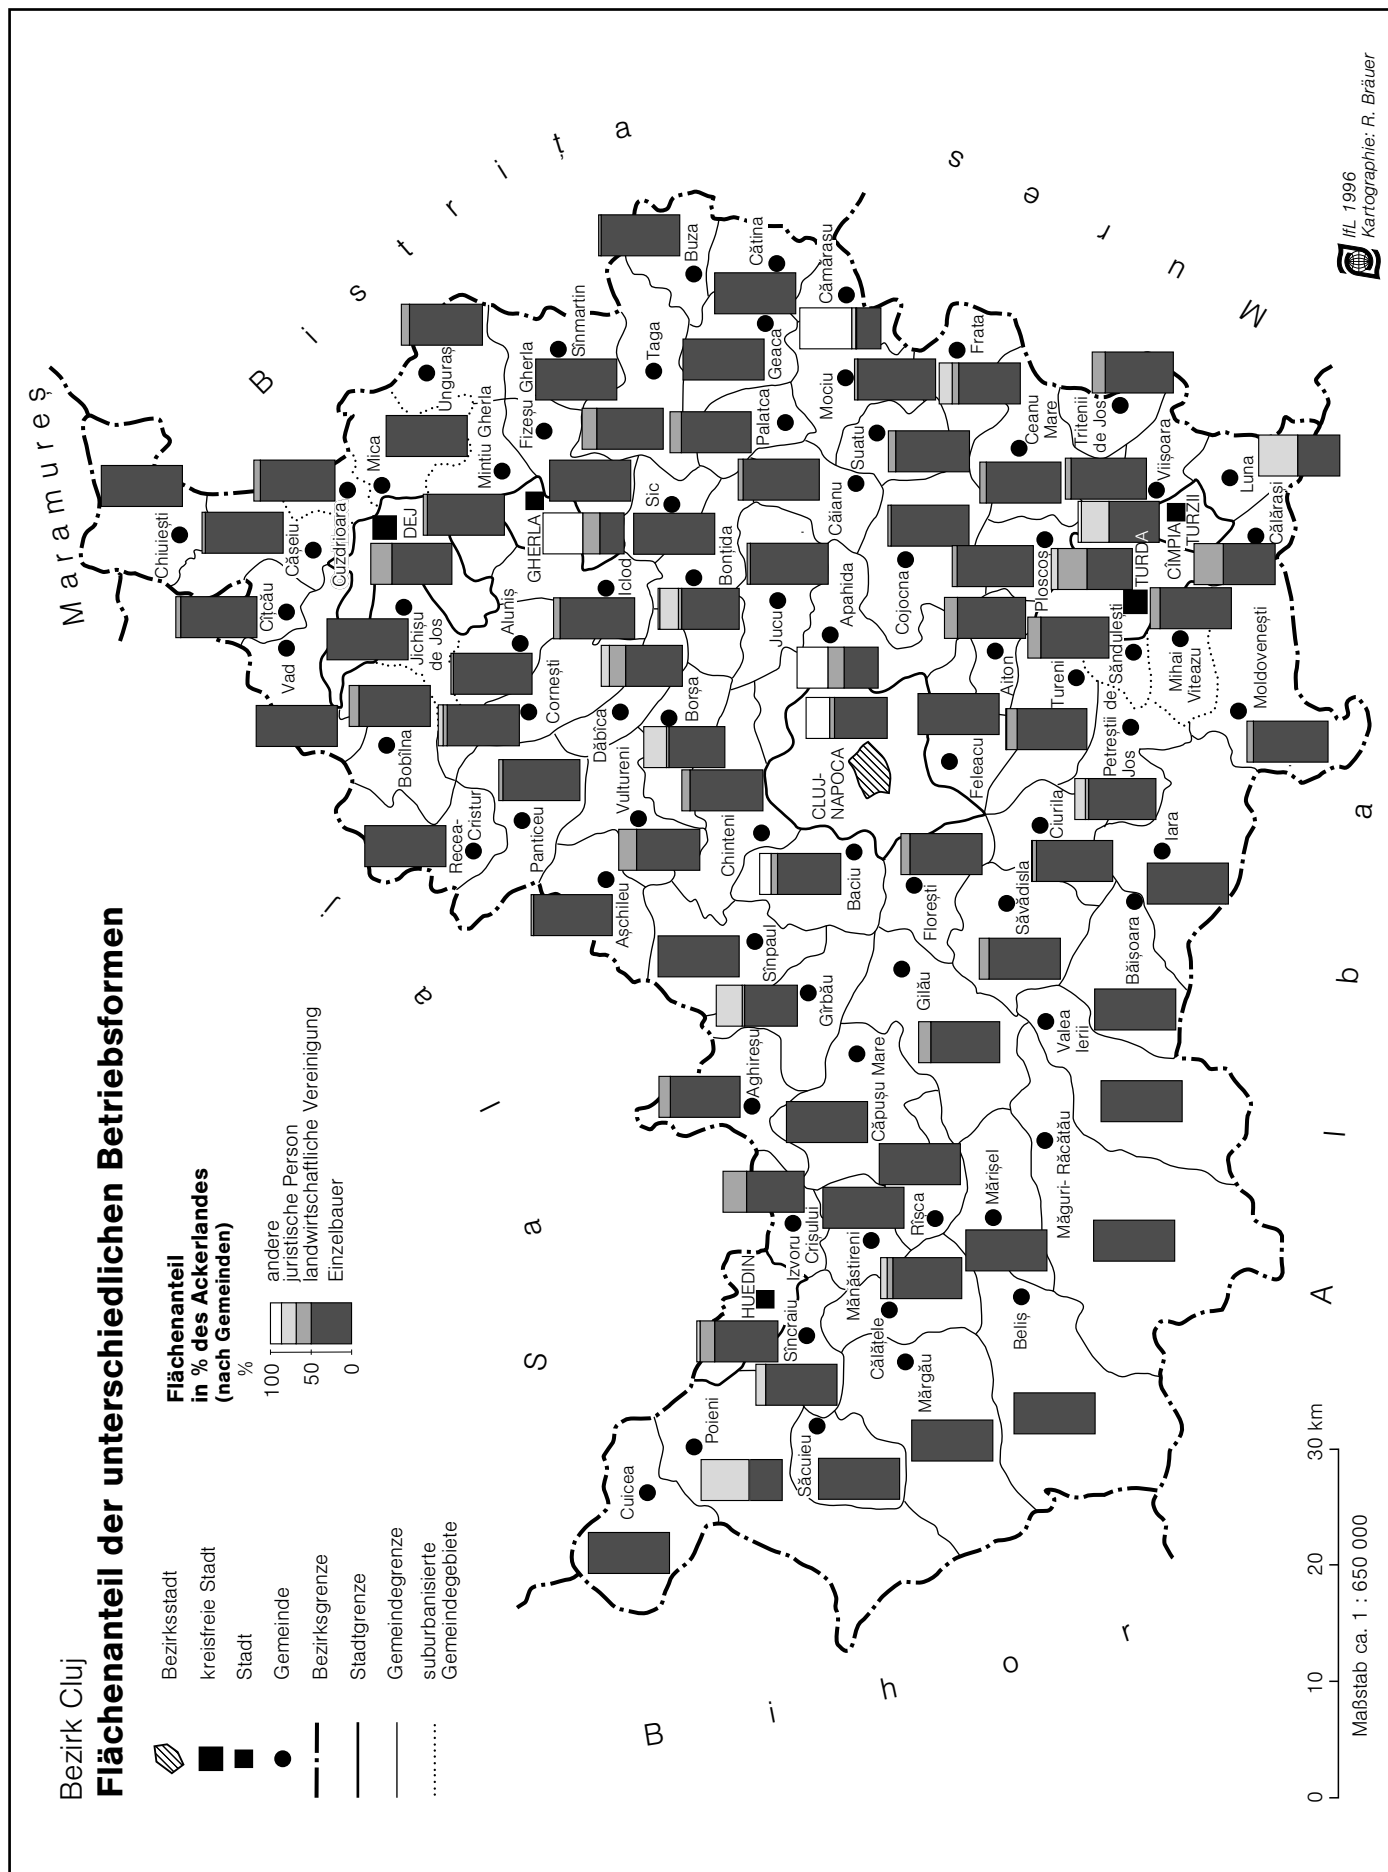 Bezirk Cluj
Flächenanteil der unterschiedlichen Betriebsformen
Bezirksstadt
kreisfreie Stadt
Stadt
Gemeinde
Bezirksgrenze
Stadtgrenze
Gemeindegrenze
suburbanisierte
Gemeindegebiete
Flächenanteil
in % des Ackerlandes
(nach Gemeinden)
%
100
50
0
andere
juristische Person
landwirtschaftliche Vereinigung
Einzelbauer
Maramureș
Bistrița
Mureș
Alba
Bihor
Salaj
Chiuiești
Cîțcău
Vad
Cășeiu
Cuzdrioara
Mica
DEJ
Jichișu
de Jos
Bobîlna
Unguraș
Mintiu Gherla
Fizeșu Gherla
Sînmartin
GHERLA
Aluniș
Cornești
Recea-
Cristur
Panticeu
Iclod
Dăbîca
Vultureni
Așchileu
Sic
Taga
Buza
Bonțida
Borșa
Chinteni
Cătina
Geaca
Palatca
Jucu
Cămărașu
Mociu
Suatu
Căianu
Apahida
CLUJ-
NAPOCA
Baciu
Sînpaul
Gîrbău
Aghireșu
Cojocna
Frata
Ceanu
Mare
Tritenii
de Jos
Viișoara
Ploscoș
Aiton
Feleacu
Florești
Gilău
Căpușu Mare
Tureni
Săndulești
TURDA
CÎMPIA
TURZII
Luna
Călărași
Mihai
Viteazu
Moldovenești
Petreștii de
Jos
Ciurila
Săvădisla
Iara
Băișoara
Valea
Ierii
Măguri- Răcătău
Mărișel
Rîșca
Izvoru
Crișului
Mănăstireni
HUEDIN
Sîncraiu
Călățele
Beliș
Mărgău
Săcuieu
Poieni
Cuicea
0
10
20
30 km
Maßstab ca. 1 : 650 000
IfL 1996
Kartographie: R. Bräuer